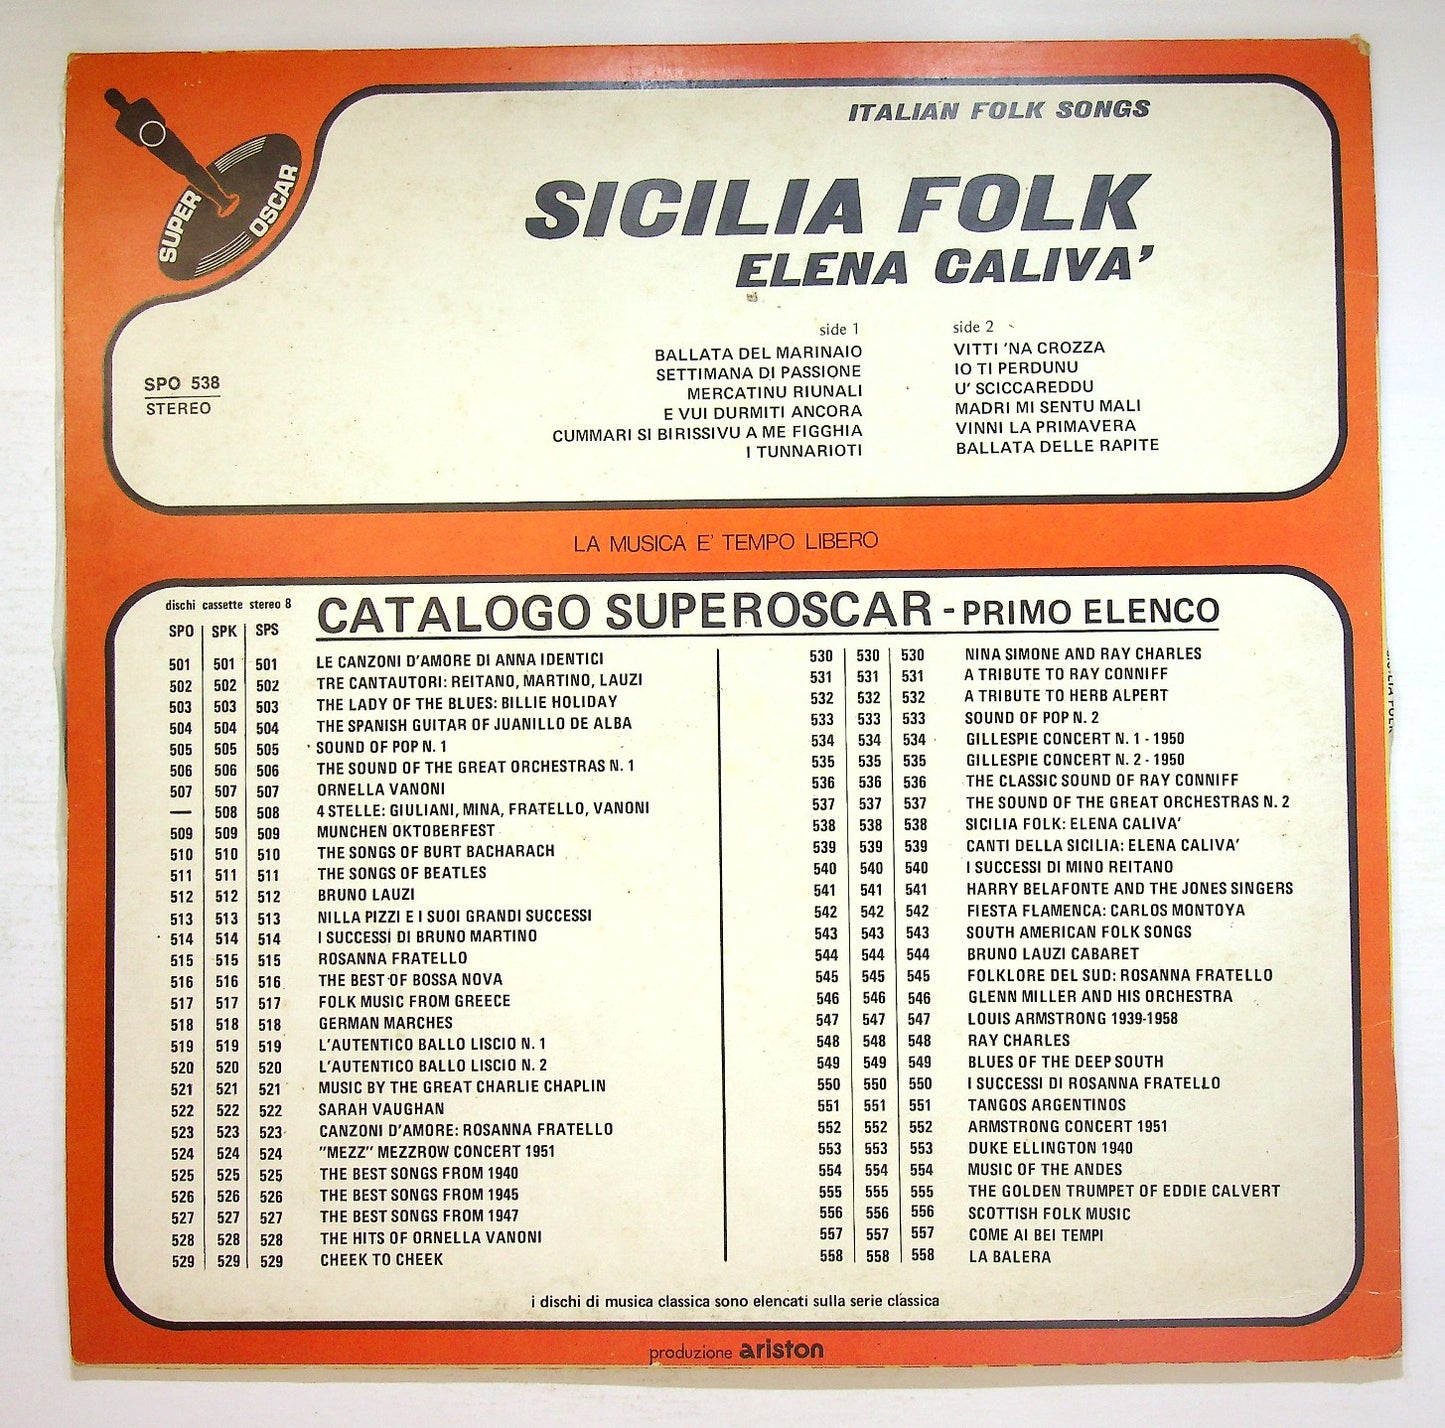 ITALIAN FOLK SONGS
SUPER OSCAR
SICILIA FOLK
ELENA CALIVA'
SPO 538
STEREO
side 1
BALLATA DEL MARINAIO
SETTIMANA DI PASSIONE
MERCATINU RIUNALI
E VUI DURMITI ANCORA
CUMMARI SI BIRISSIVU A ME FIGGHIA
I TUNNARIOTI
side 2
VITTI 'NA CROZZA
IO TI PERDUNU
U' SCICCAREDDU
MADRI MI SENTU MALI
VINNI LA PRIMAVERA
BALLATA DELLE RAPITE
LA MUSICA E' TEMPO LIBERO
dischi cassette stereo 8
SPO SPK SPS
CATALOGO SUPEROSCAR - PRIMO ELENCO
501 501 501 LE CANZONI D'AMORE DI ANNA IDENTICI
502 502 502 TRE CANTAUTORI: REITANO, MARTINO, LAUZI
503 503 503 THE LADY OF THE BLUES: BILLIE HOLIDAY
504 504 504 THE SPANISH GUITAR OF JUANILLO DE ALBA
505 505 505 SOUND OF POP N. 1
506 506 506 THE SOUND OF THE GREAT ORCHESTRAS N. 1
507 507 507 ORNELLA VANONI
— 508 508 4 STELLE: GIULIANI, MINA, FRATELLO, VANONI
509 509 509 MUNCHEN OKTOBERFEST
510 510 510 THE SONGS OF BURT BACHARACH
511 511 511 THE SONGS OF BEATLES
512 512 512 BRUNO LAUZI
513 513 513 NILLA PIZZI E I SUOI GRANDI SUCCESSI
514 514 514 I SUCCESSI DI BRUNO MARTINO
515 515 515 ROSANNA FRATELLO
516 516 516 THE BEST OF BOSSA NOVA
517 517 517 FOLK MUSIC FROM GREECE
518 518 518 GERMAN MARCHES
519 519 519 L'AUTENTICO BALLO LISCIO N. 1
520 520 520 L'AUTENTICO BALLO LISCIO N. 2
521 521 521 MUSIC BY THE GREAT CHARLIE CHAPLIN
522 522 522 SARAH VAUGHAN
523 523 523 CANZONI D'AMORE: ROSANNA FRATELLO
524 524 524 "MEZZ" MEZZROW CONCERT 1951
525 525 525 THE BEST SONGS FROM 1940
526 526 526 THE BEST SONGS FROM 1945
527 527 527 THE BEST SONGS FROM 1947
528 528 528 THE HITS OF ORNELLA VANONI
529 529 529 CHEEK TO CHEEK
530 530 530 NINA SIMONE AND RAY CHARLES
531 531 531 A TRIBUTE TO RAY CONNIFF
532 532 532 A TRIBUTE TO HERB ALPERT
533 533 533 SOUND OF POP N. 2
534 534 534 GILLESPIE CONCERT N. 1 - 1950
535 535 535 GILLESPIE CONCERT N. 2 - 1950
536 536 536 THE CLASSIC SOUND OF RAY CONNIFF
537 537 537 THE SOUND OF THE GREAT ORCHESTRAS N. 2
538 538 538 SICILIA FOLK: ELENA CALIVA'
539 539 539 CANTI DELLA SICILIA: ELENA CALIVA'
540 540 540 I SUCCESSI DI MINO REITANO
541 541 541 HARRY BELAFONTE AND THE JONES SINGERS
542 542 542 FIESTA FLAMENCA: CARLOS MONTOYA
543 543 543 SOUTH AMERICAN FOLK SONGS
544 544 544 BRUNO LAUZI CABARET
545 545 545 FOLKLORE DEL SUD: ROSANNA FRATELLO
546 546 546 GLENN MILLER AND HIS ORCHESTRA
547 547 547 LOUIS ARMSTRONG 1939-1958
548 548 548 RAY CHARLES
549 549 549 BLUES OF THE DEEP SOUTH
550 550 550 I SUCCESSI DI ROSANNA FRATELLO
551 551 551 TANGOS ARGENTINOS
552 552 552 ARMSTRONG CONCERT 1951
553 553 553 DUKE ELLINGTON 1940
554 554 554 MUSIC OF THE ANDES
555 555 555 THE GOLDEN TRUMPET OF EDDIE CALVERT
556 556 556 SCOTTISH FOLK MUSIC
557 557 557 COME AI BEI TEMPI
558 558 558 LA BALERA
i dischi di musica classica sono elencati sulla serie classica
produzione ariston